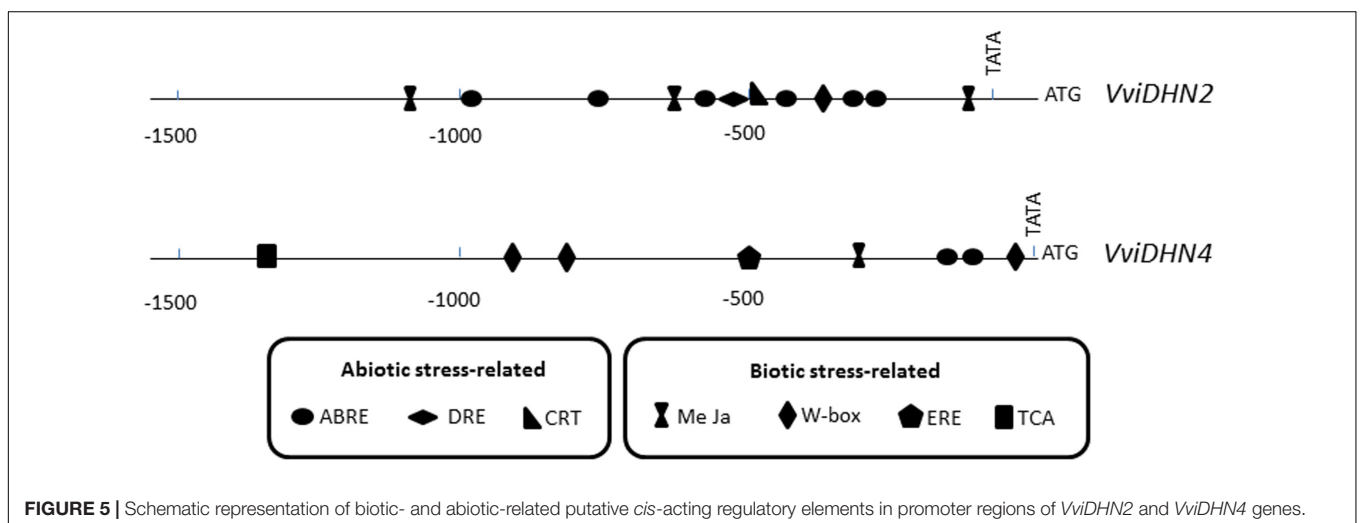 TATA
ATG VviDHN2
-1500 -1000 -500
TATA
ATG VviDHN4
-1500 -1000 -500
Abiotic stress-related
ABRE DRE CRT
Biotic stress-related
Me Ja W-box ERE TCA
FIGURE 5 | Schematic representation of biotic- and abiotic-related putative cis-acting regulatory elements in promoter regions of VviDHN2 and VviDHN4 genes.